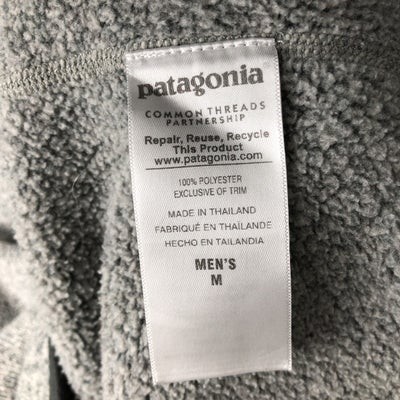 patagonia
COMMON THREADS
PARTNERSHIP
Repair, Reuse, Recycle
This Product
www.patagonia.com
100% POLYESTER
EXCLUSIVE OF TRIM
MADE IN THAILAND
FABRIQUÉ EN THAÏLANDE
HECHO EN TAILANDIA
MEN'S
M